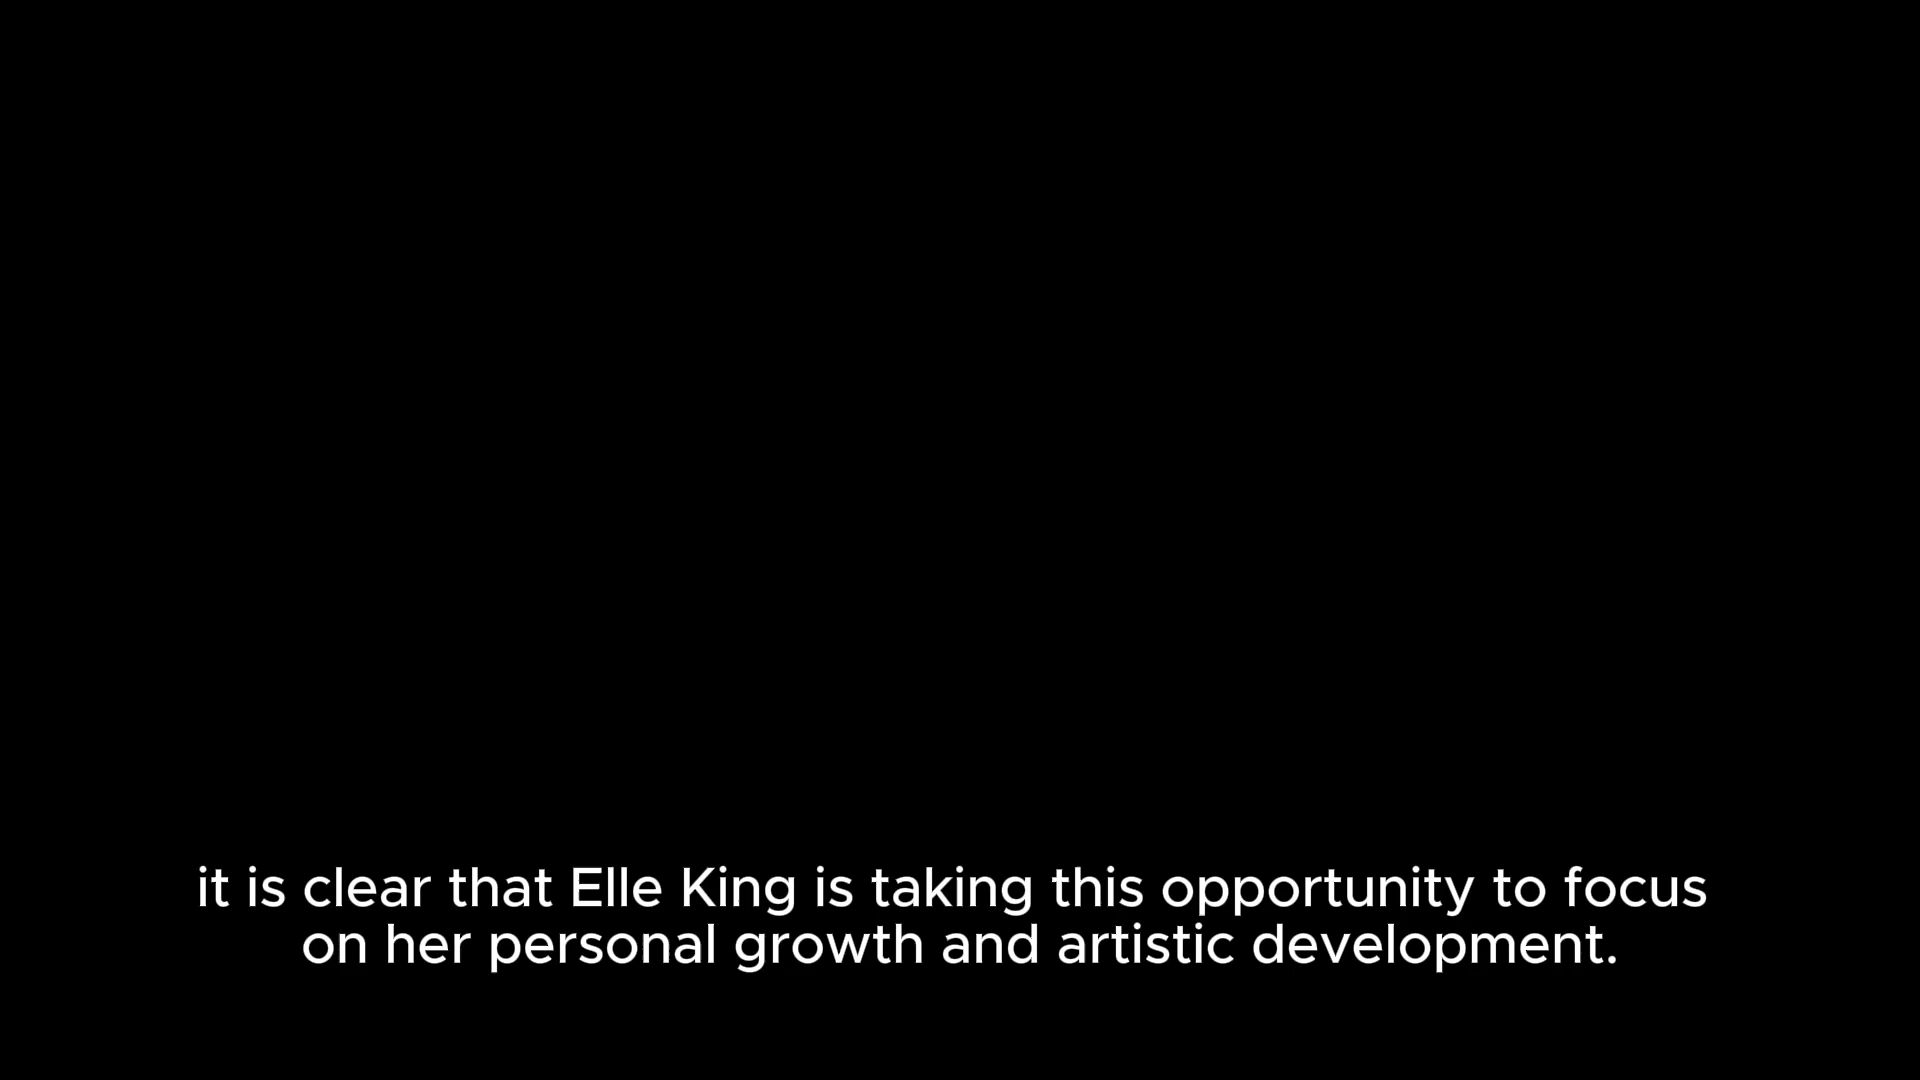 it is clear that Elle King is taking this opportunity to focus
on her personal growth and artistic development.